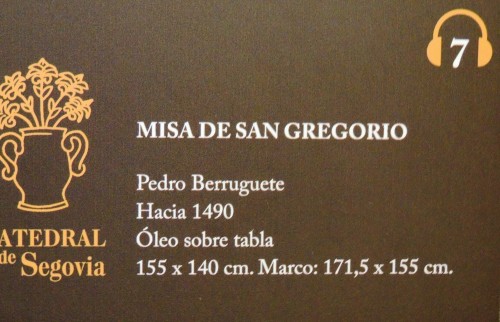 7
MISA DE SAN GREGORIO
Pedro Berruguete
Hacia 1490
Óleo sobre tabla
155 x 140 cm. Marco: 171,5 x 155 cm.
ATEDRAL
de Segovia